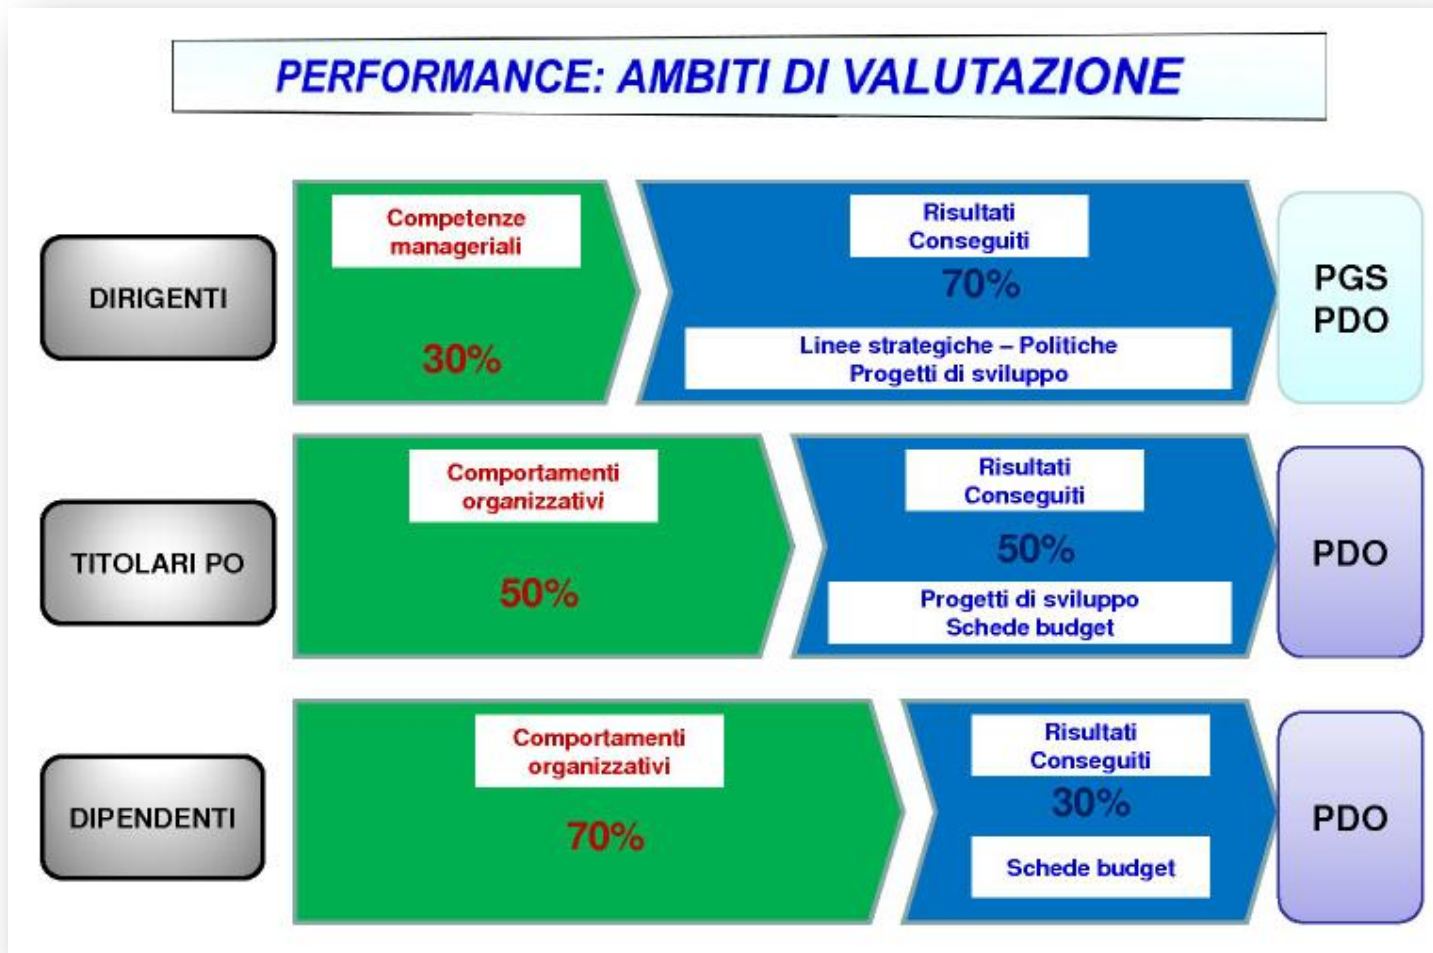 PERFORMANCE: AMBITI DI VALUTAZIONE
DIRIGENTI
Competenze
manageriali
30%
Risultati
Conseguiti
70%
Linee strategiche – Politiche
Progetti di sviluppo
PGS
PDO
TITOLARI PO
Comportamenti
organizzativi
50%
Risultati
Conseguiti
50%
Progetti di sviluppo
Schede budget
PDO
DIPENDENTI
Comportamenti
organizzativi
70%
Risultati
Conseguiti
30%
Schede budget
PDO